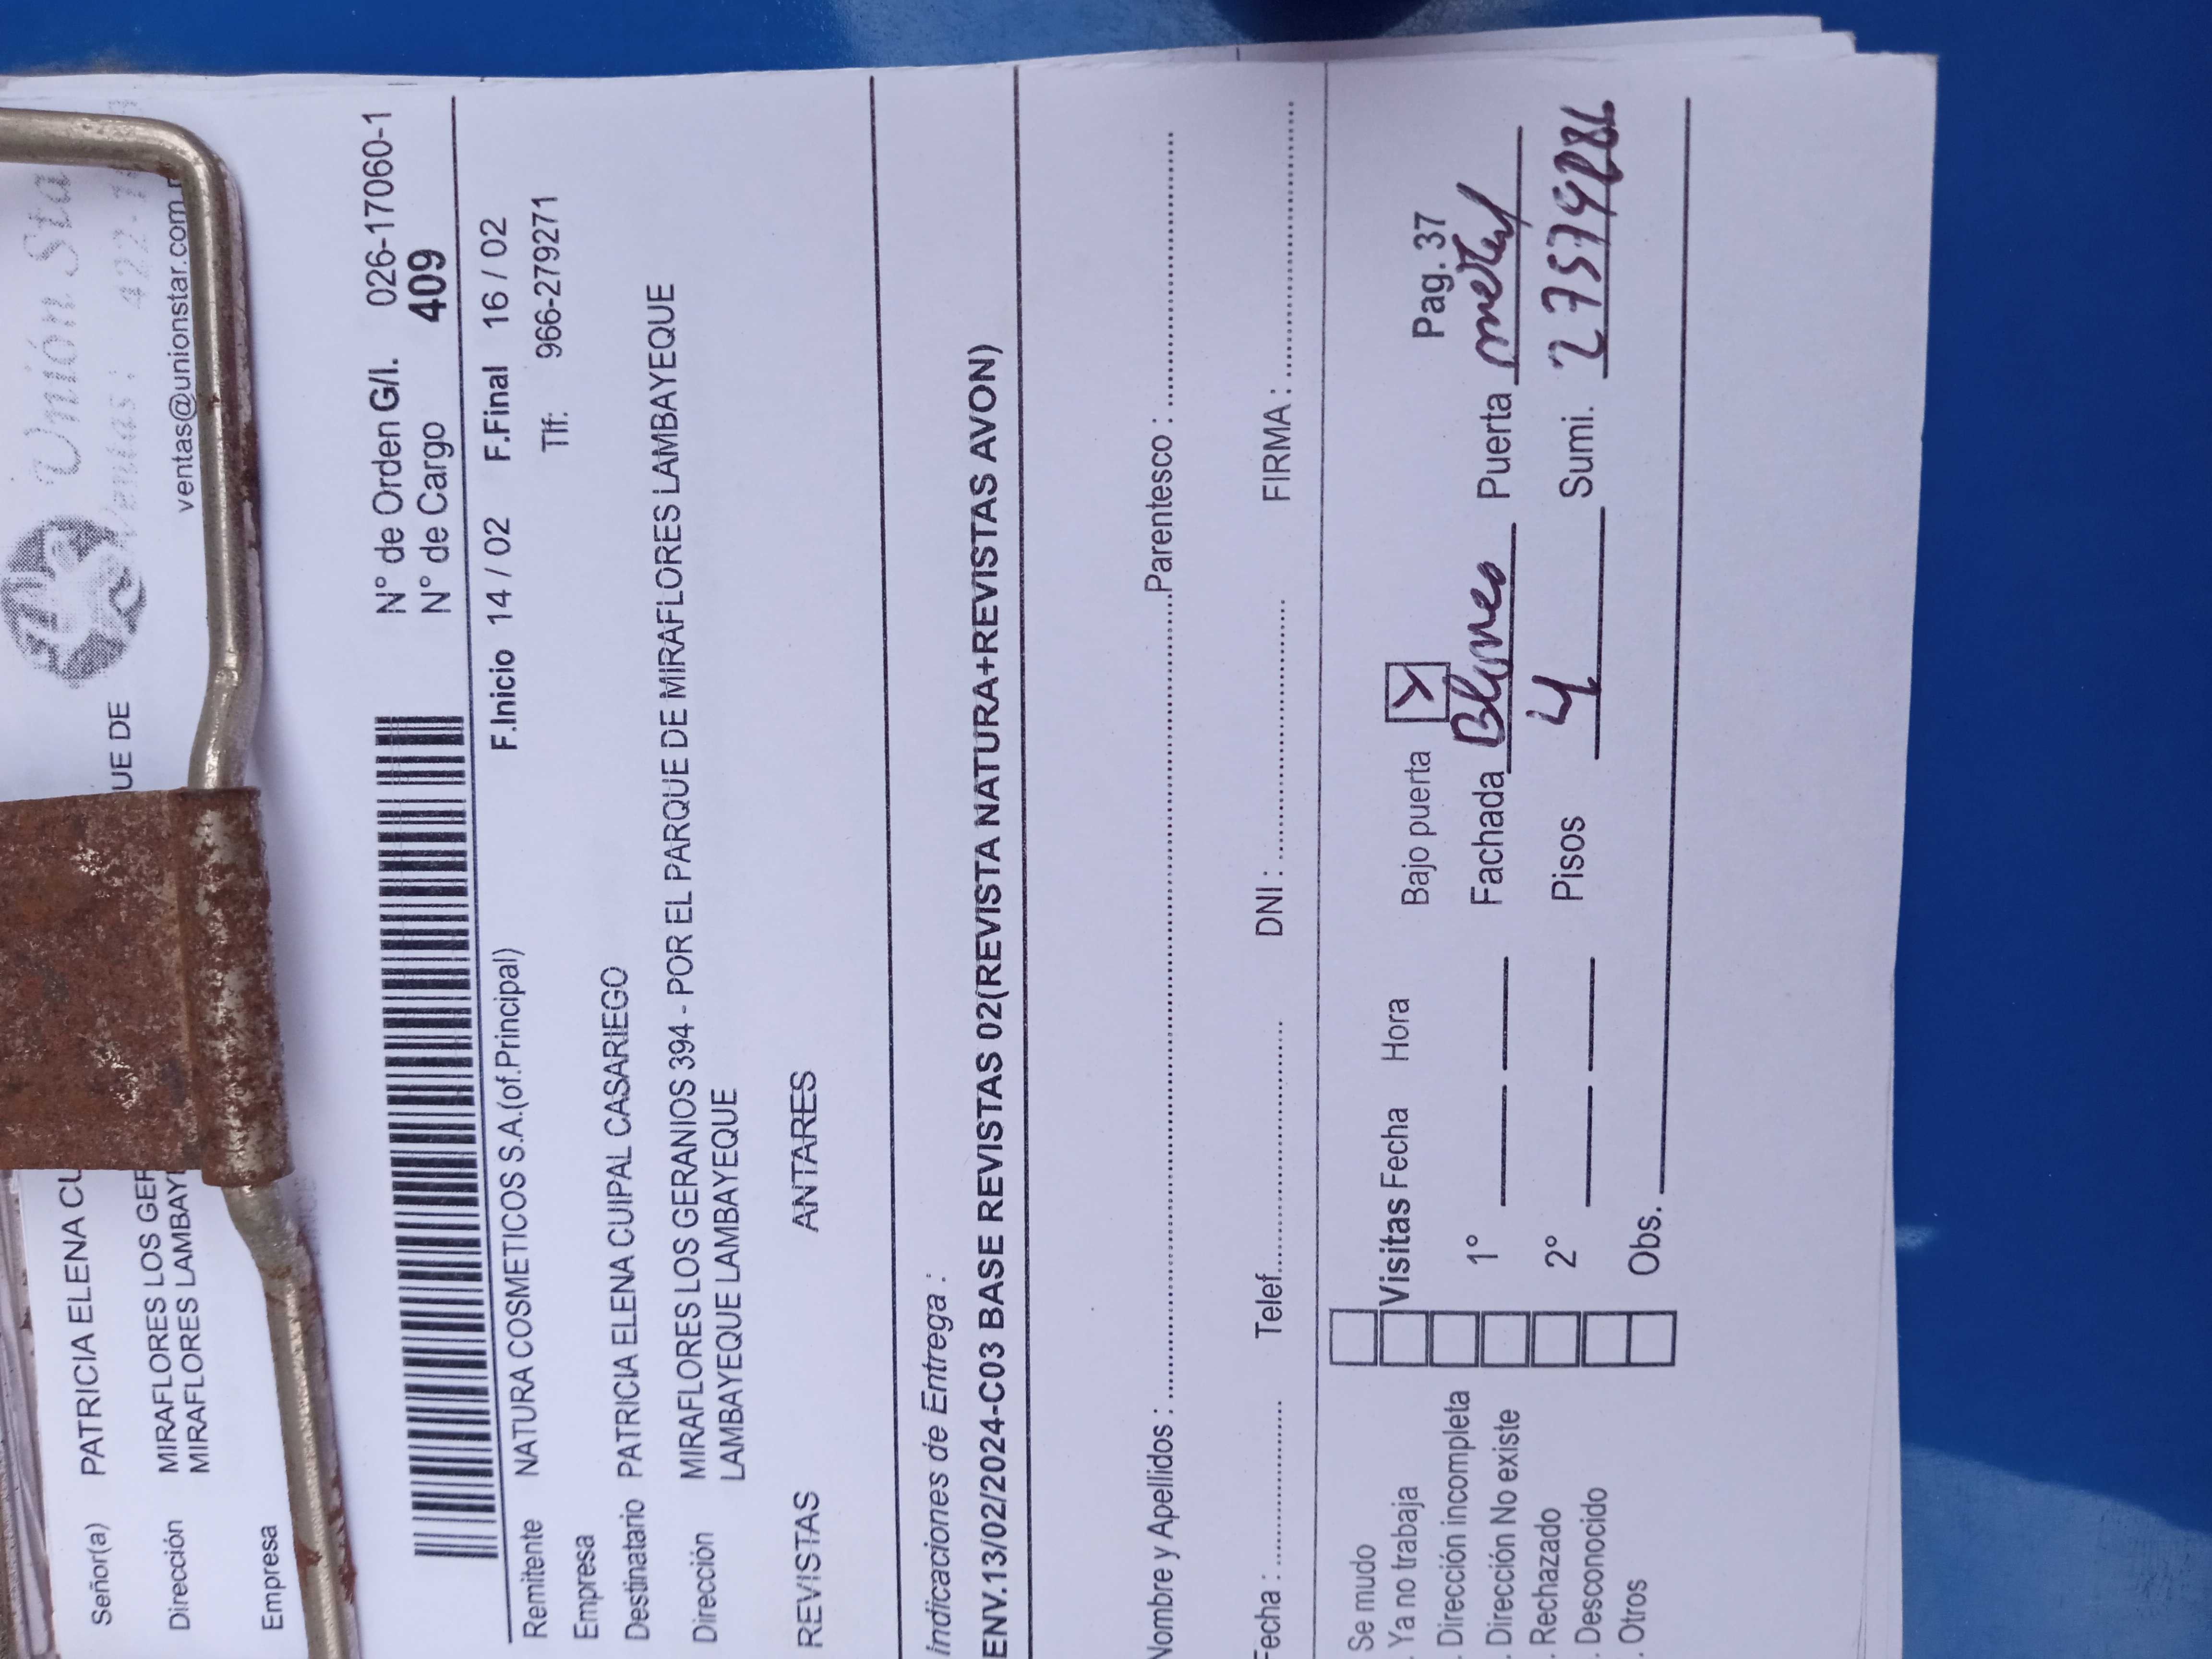 Unión Sta
Ventas: 422-1
ventas@unionstar.com.
UE DE
Señor(a) PATRICIA ELENA CU
Dirección MIRAFLORES LOS GER
MIRAFLORES LAMBAY
Empresa
N° de Orden G/I. 026-17060-1
N° de Cargo 409
F.Inicio 14 / 02 F.Final 16 / 02
Remitente NATURA COSMETICOS S.A.(of.Principal)
Tlf: 966-279271
Empresa
Destinatario PATRICIA ELENA CUIPAL CASARIEGO
Dirección MIRAFLORES LOS GERANIOS 394 - POR EL PARQUE DE MIRAFLORES LAMBAYEQUE
LAMBAYEQUE LAMBAYEQUE
REVISTAS ANTARES
Indicaciones de Entrega :
ENV.13/02/2024-C03 BASE REVISTAS 02(REVISTA NATURA+REVISTAS AVON)
Nombre y Apellidos : Parentesco :
Fecha : Telef. DNI : FIRMA :
. Se mudo
. Ya no trabaja
. Dirección incompleta
. Dirección No existe
. Rechazado
. Desconocido
. Otros
Visitas Fecha Hora
1°
2°
Obs.
Bajo puerta Pag. 37
Fachada Puerta
Pisos 4 Sumi.